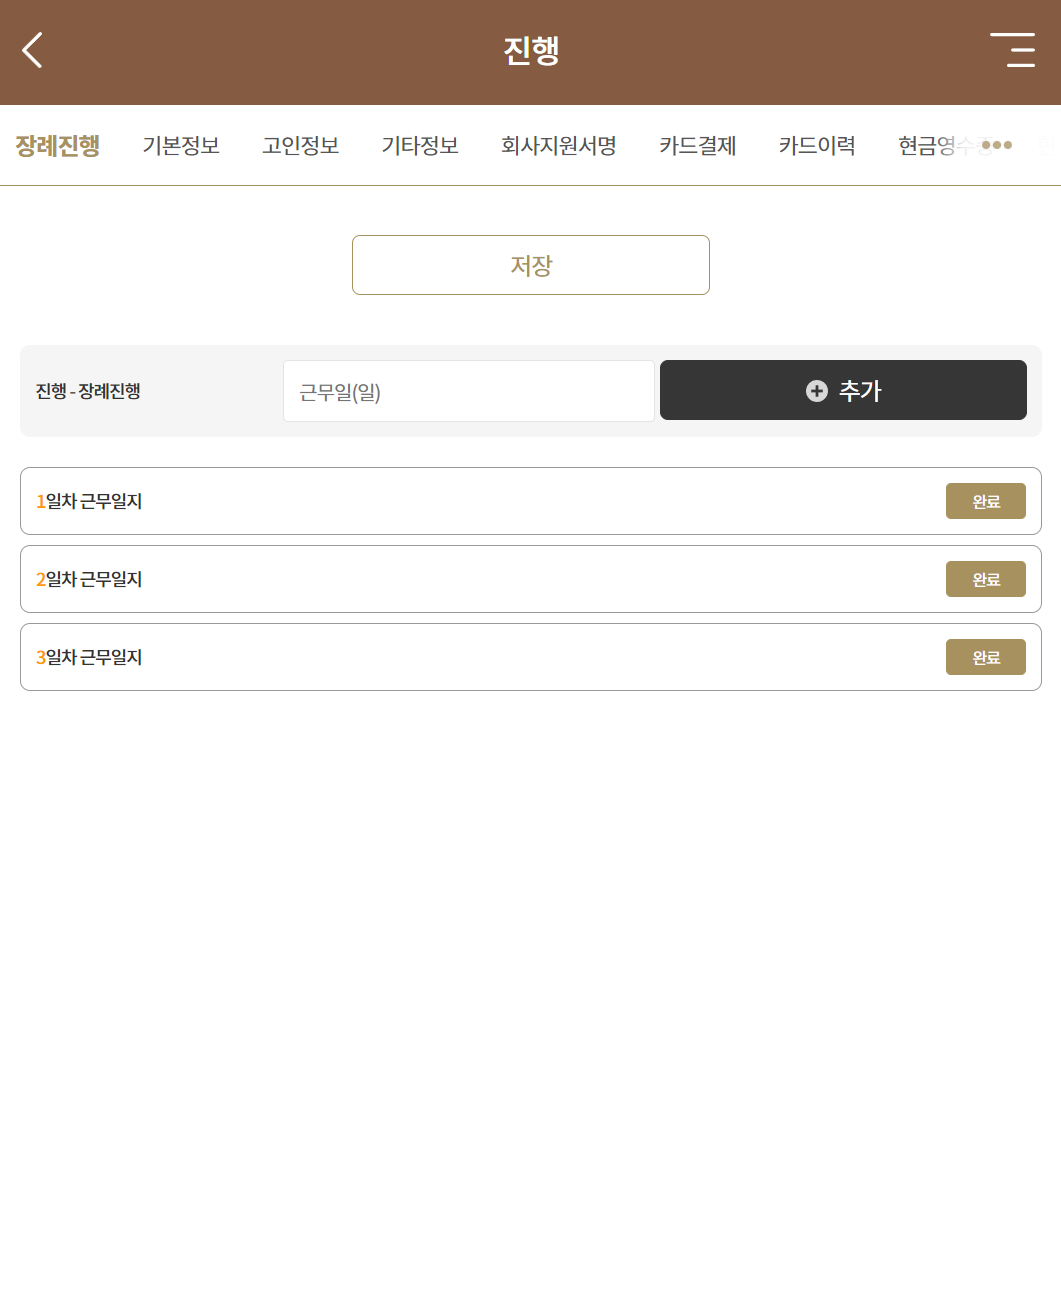 진행
장례진행 기본정보 고인정보 기타정보 회사지원서명 카드결제 카드이력 현금영수증
저장
진행 - 장례진행 근무일(일) 추가
1일차 근무일지 완료
2일차 근무일지 완료
3일차 근무일지 완료